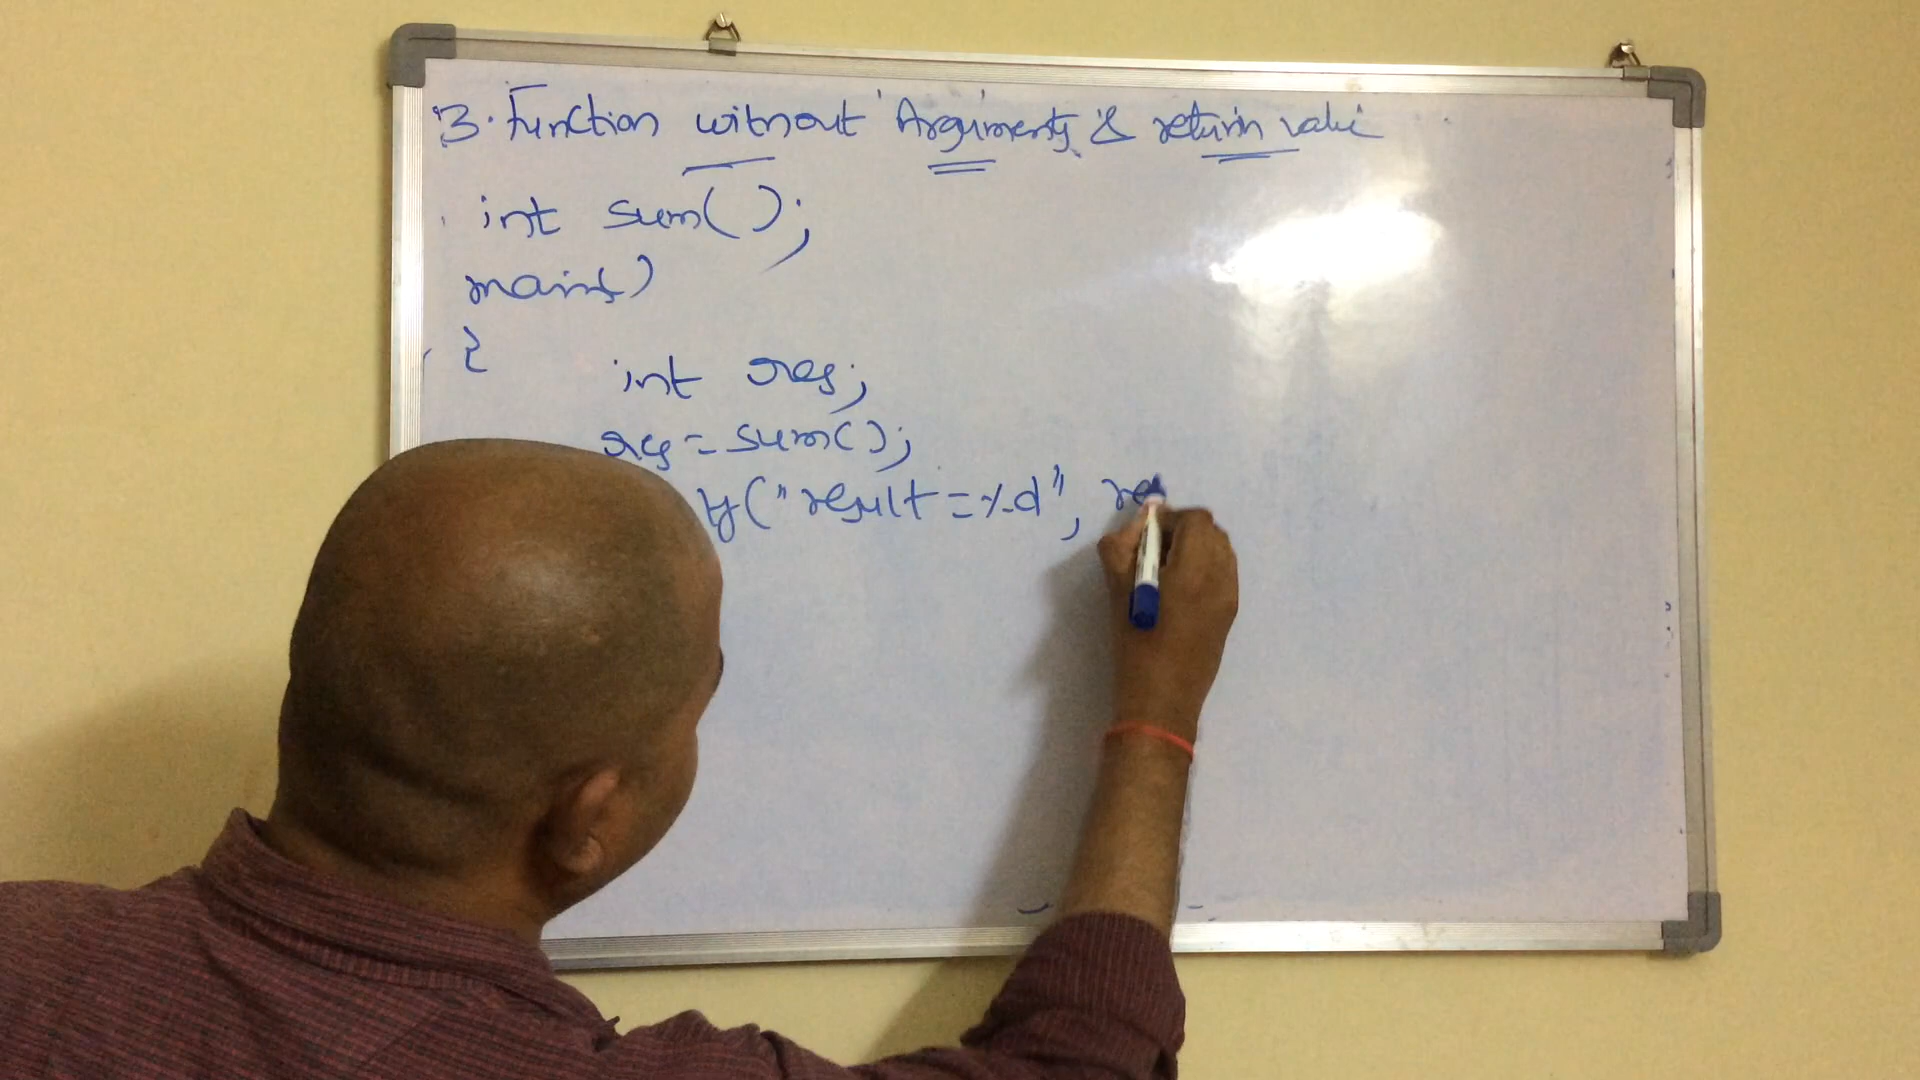 3. Function without Arguments & return value
int sum();
main()
{
int res;
res=sum();
f("result=%d", re